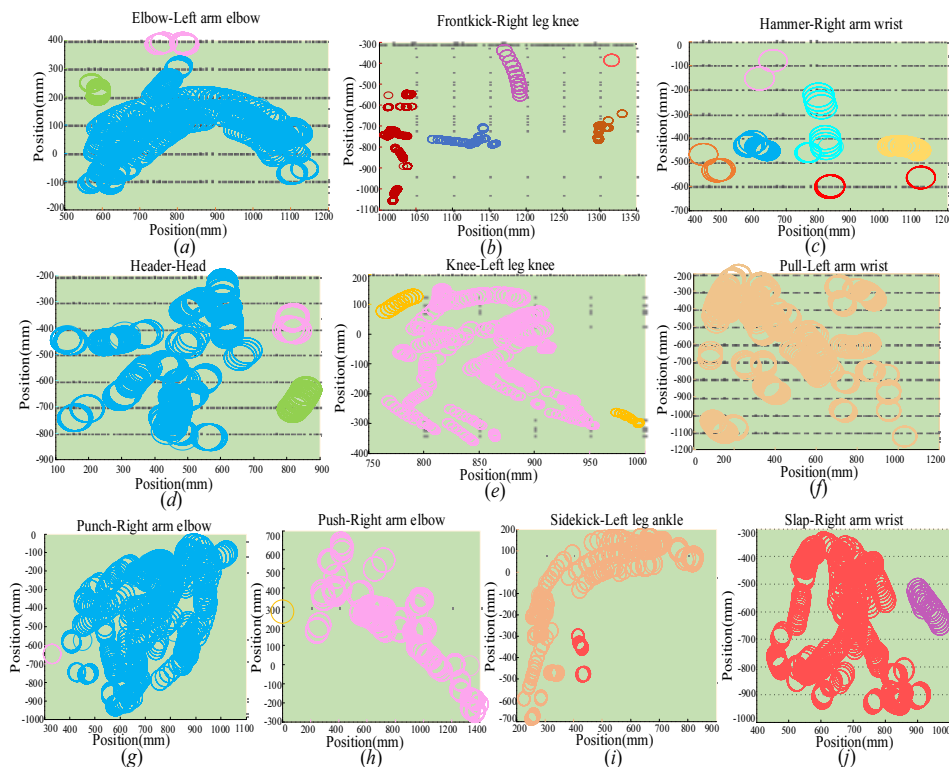 Elbow-Left arm elbow
400
300
200
100
0
-100
-200
500 600 700 800 900 1000 1100 1200
Position(mm)
Position(mm)
(a)
Frontkick-Right leg knee
-300
-400
-500
-600
-700
-800
-900
-1000
-1100
1000 1050 1100 1150 1200 1250 1300 1350
Position(mm)
Position(mm)
(b)
Hammer-Right arm wrist
0
-100
-200
-300
-400
-500
-600
-700
400 500 600 700 800 900 1000 1100 1200
Position(mm)
Position(mm)
(c)
Header-Head
-200
-300
-400
-500
-600
-700
-800
-900
100 200 300 400 500 600 700 800 900
Position(mm)
Position(mm)
(d)
Knee-Left leg knee
200
100
0
-100
-200
-300
-400
750 800 850 900 950 1000
Position(mm)
Position(mm)
(e)
Pull-Left arm wrist
-200
-300
-400
-500
-600
-700
-800
-900
-1000
-1100
-1200
0 200 400 600 800 1000 1200
Position(mm)
Position(mm)
(f)
Punch-Right arm elbow
0
-100
-200
-300
-400
-500
-600
-700
-800
-900
-1000
300 400 500 600 700 800 900 1000
Position(mm)
Position(mm)
(g)
Push-Right arm elbow
700
600
500
400
300
200
100
0
-100
-200
-300
0 200 400 600 800 1000 1200 1400
Position(mm)
Position(mm)
(h)
Sidekick-Left leg ankle
200
100
0
-100
-200
-300
-400
-500
-600
-700
200 300 400 500 600 700 800 900
Position(mm)
Position(mm)
(i)
Slap-Right arm wrist
-300
-400
-500
-600
-700
-800
-900
-1000
400 500 600 700 800 900 1000
Position(mm)
Position(mm)
(j)